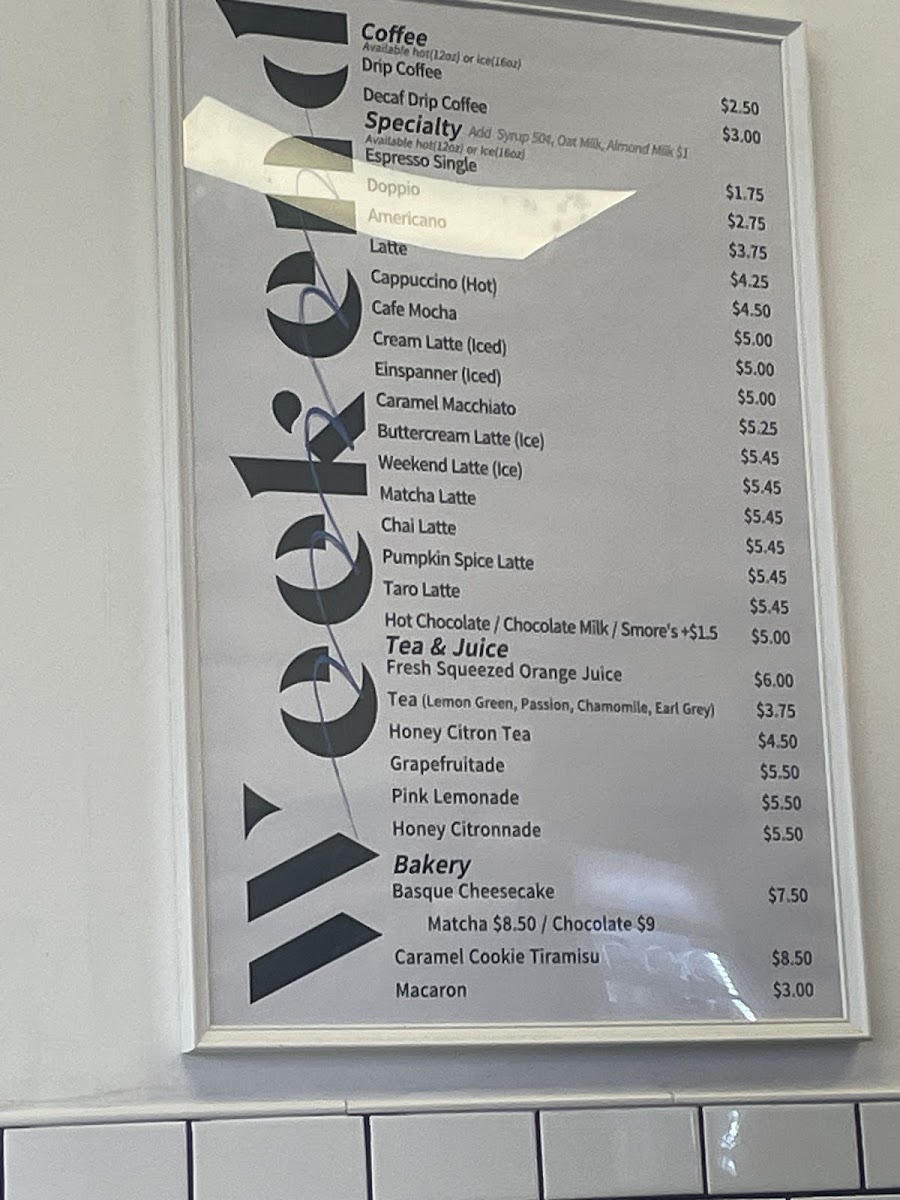 Weekend
Coffee
Available hot(12oz) or ice(16oz)
Drip Coffee $2.50
Decaf Drip Coffee $3.00
Specialty Add Syrup 50¢, Oat Milk, Almond Milk $1
Available hot(12oz) or Ice(16oz)
Espresso Single $1.75
Doppio $2.75
Americano $3.75
Latte $4.25
Cappuccino (Hot) $4.50
Cafe Mocha $5.00
Cream Latte (Iced) $5.00
Einspanner (Iced) $5.00
Caramel Macchiato $5.25
Buttercream Latte (Ice) $5.45
Weekend Latte (Ice) $5.45
Matcha Latte $5.45
Chai Latte $5.45
Pumpkin Spice Latte $5.45
Taro Latte $5.45
Hot Chocolate / Chocolate Milk / Smore's +$1.5 $5.00
Tea & Juice
Fresh Squeezed Orange Juice $6.00
Tea (Lemon Green, Passion, Chamomile, Earl Grey) $3.75
Honey Citron Tea $4.50
Grapefruitade $5.50
Pink Lemonade $5.50
Honey Citronnade $5.50
Bakery
Basque Cheesecake $7.50
Matcha $8.50 / Chocolate $9
Caramel Cookie Tiramisu $8.50
Macaron $3.00